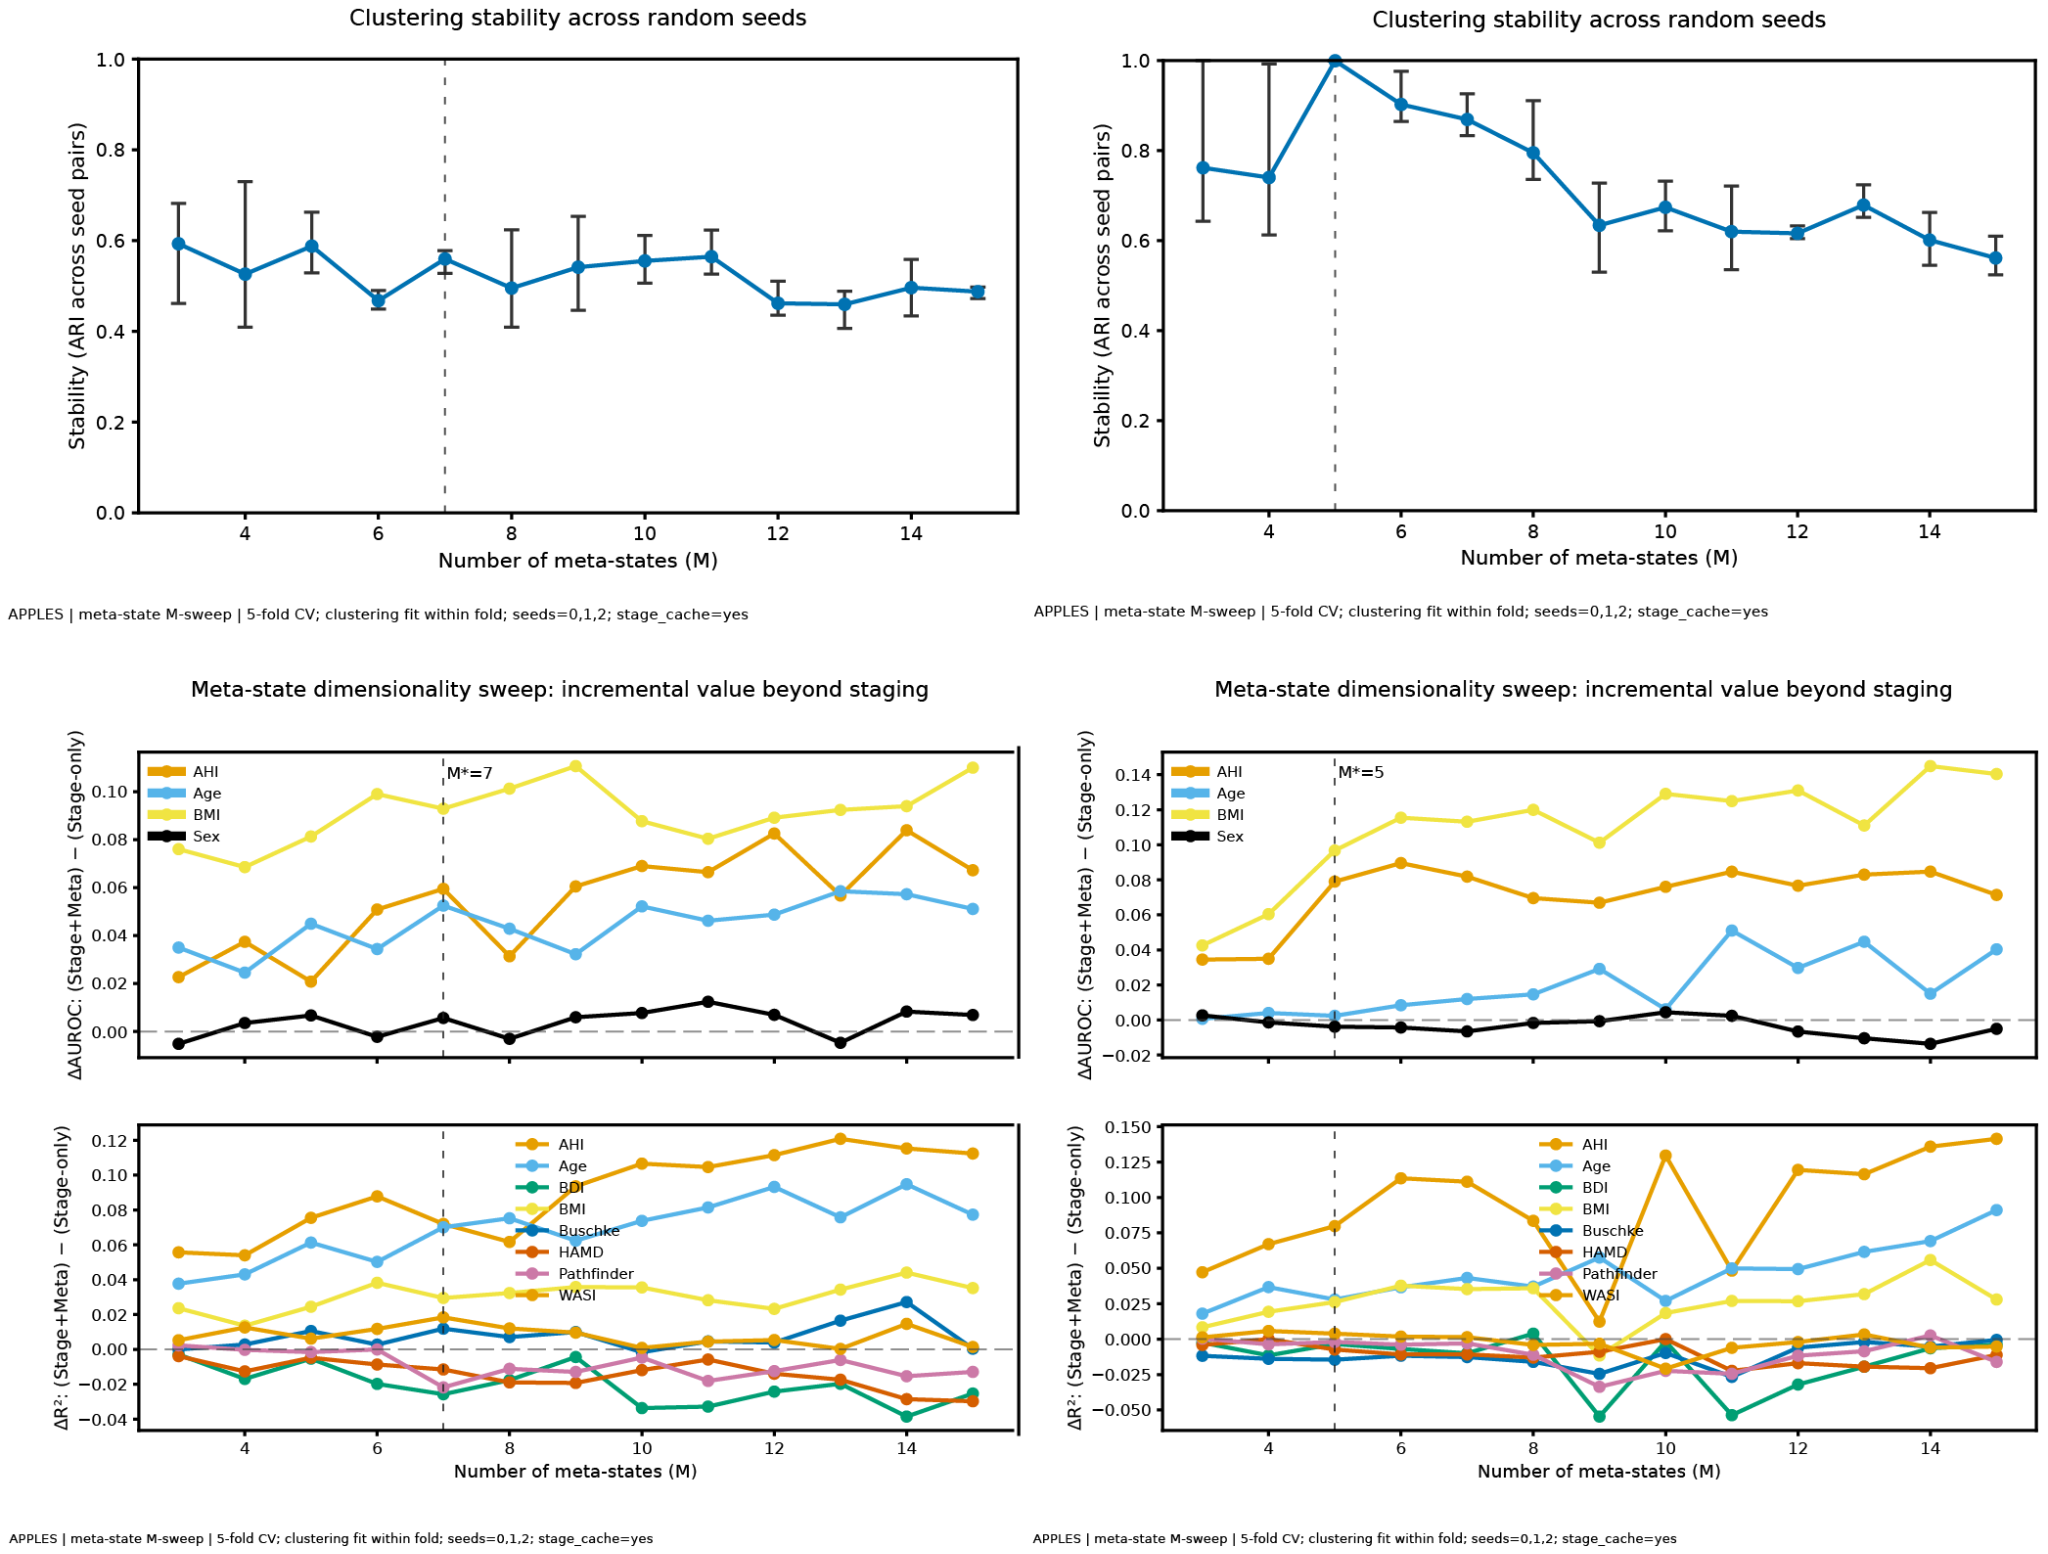 Clustering stability across random seeds
1.0
0.8
0.6
0.4
0.2
0.0
Stability (ARI across seed pairs)
4 6 8 10 12 14
Number of meta-states (M)
APPLES | meta-state M-sweep | 5-fold CV; clustering fit within fold; seeds=0,1,2; stage_cache=yes
Clustering stability across random seeds
1.0
0.8
0.6
0.4
0.2
0.0
Stability (ARI across seed pairs)
4 6 8 10 12 14
Number of meta-states (M)
APPLES | meta-state M-sweep | 5-fold CV; clustering fit within fold; seeds=0,1,2; stage_cache=yes
Meta-state dimensionality sweep: incremental value beyond staging
ΔAUROC: (Stage+Meta) − (Stage-only)
0.10
0.08
0.06
0.04
0.02
0.00
AHI
Age
BMI
Sex
M*=7
ΔR²: (Stage+Meta) − (Stage-only)
0.12
0.10
0.08
0.06
0.04
0.02
0.00
−0.02
−0.04
AHI
Age
BDI
BMI
Buschke
HAMD
Pathfinder
WASI
4 6 8 10 12 14
Number of meta-states (M)
APPLES | meta-state M-sweep | 5-fold CV; clustering fit within fold; seeds=0,1,2; stage_cache=yes
Meta-state dimensionality sweep: incremental value beyond staging
ΔAUROC: (Stage+Meta) − (Stage-only)
0.14
0.12
0.10
0.08
0.06
0.04
0.02
0.00
−0.02
AHI
Age
BMI
Sex
M*=5
ΔR²: (Stage+Meta) − (Stage-only)
0.150
0.125
0.100
0.075
0.050
0.025
0.000
−0.025
−0.050
AHI
Age
BDI
BMI
Buschke
HAMD
Pathfinder
WASI
4 6 8 10 12 14
Number of meta-states (M)
APPLES | meta-state M-sweep | 5-fold CV; clustering fit within fold; seeds=0,1,2; stage_cache=yes